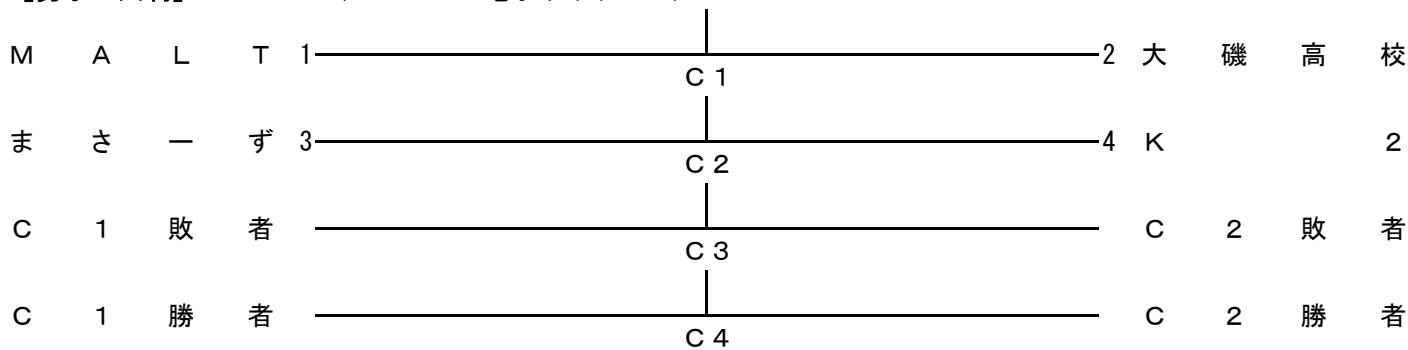 ＭＡＬＴ 1 2 大磯高校
Ｃ１
まさーず 3 4 Ｋ２
Ｃ２
Ｃ１敗者 Ｃ２敗者
Ｃ３
Ｃ１勝者 Ｃ２勝者
Ｃ４